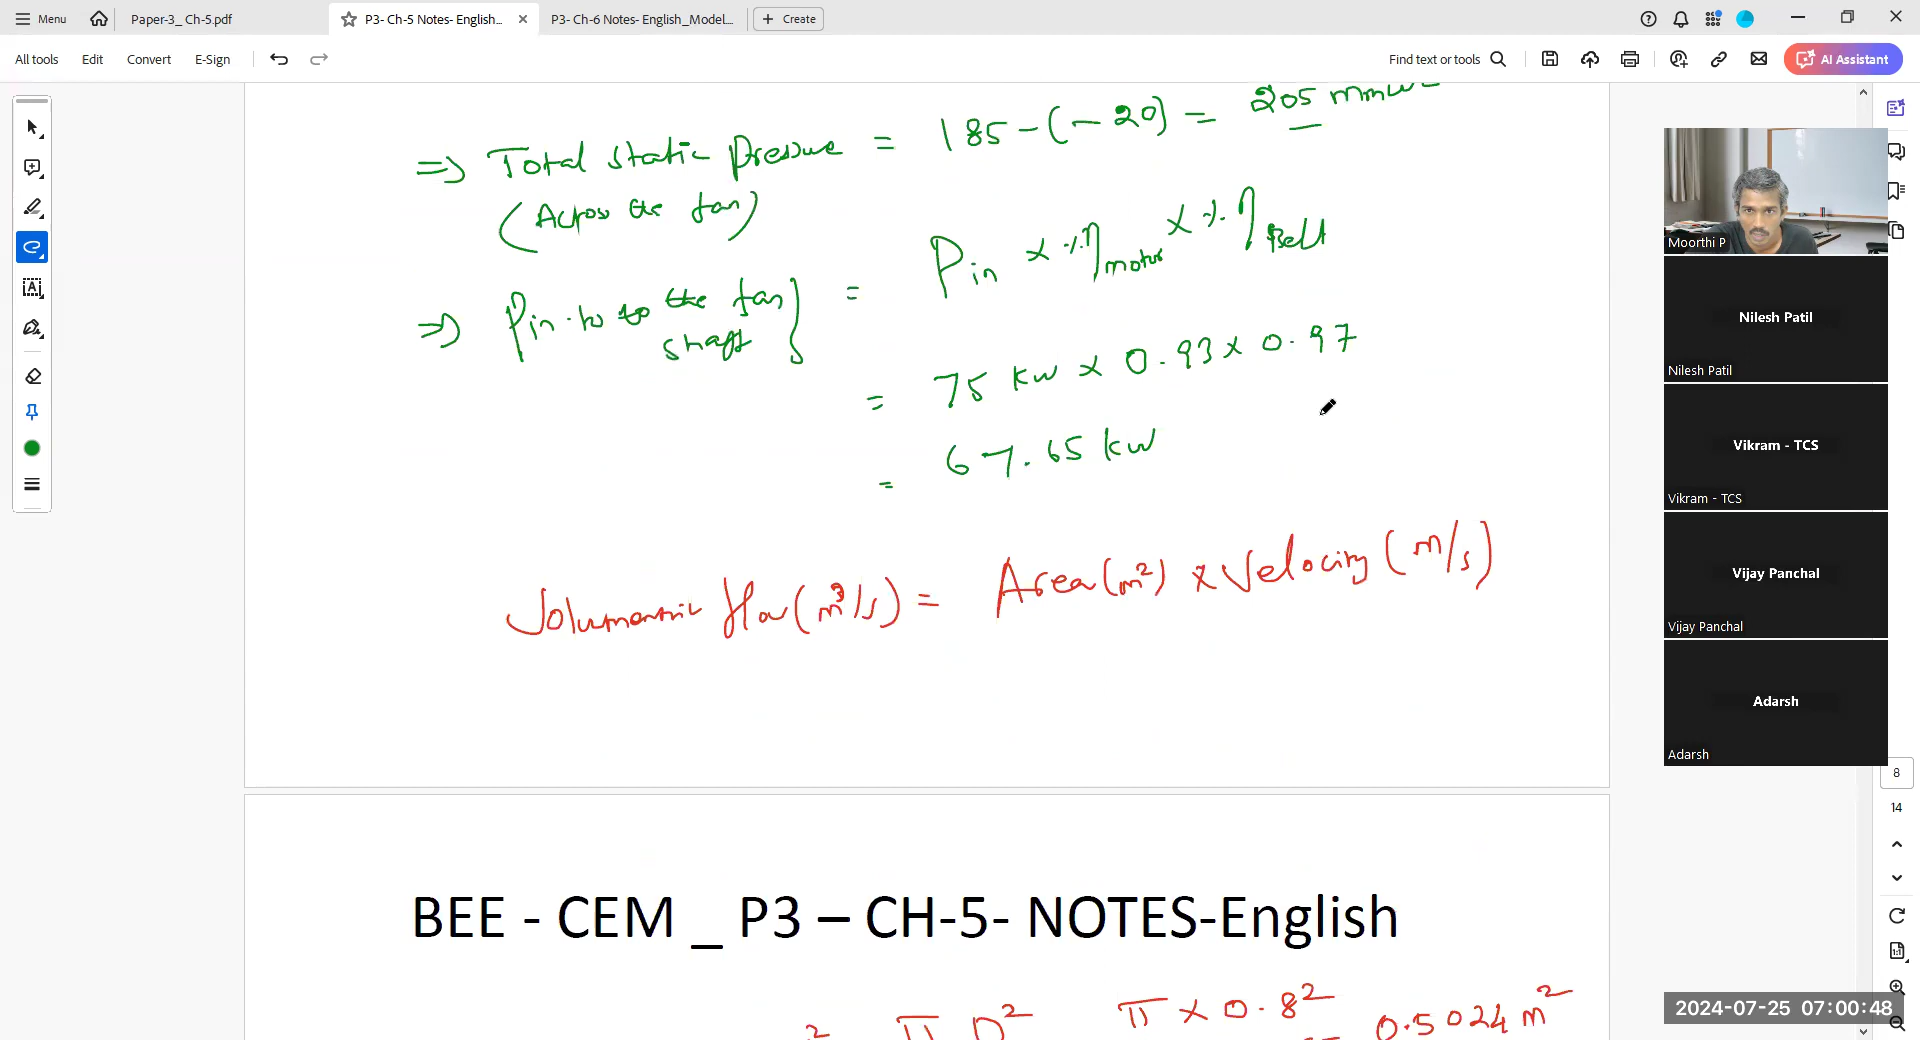 Menu
Paper-3_ Ch-5.pdf
P3- Ch-5 Notes- English...
P3- Ch-6 Notes- English_Model...
+ Create
All tools
Edit
Convert
E-Sign
Find text or tools
AI Assistant
205 mmwc
=> Total static pressure = 185-(-20) =
(Across the fan)
=> Pin to to the fan shaft } = Pin x %η motor x %η Belt
= 75 kw x 0.93 x 0.97
= 67.65 kw
Volumetric flow (m³/s) = Area (m²) x Velocity (m/s)
BEE - CEM _ P3 – CH-5- NOTES-English
π D² π x 0.8² = 0.5024 m²
Moorthi P
Nilesh Patil
Nilesh Patil
Vikram - TCS
Vikram - TCS
Vijay Panchal
Vijay Panchal
Adarsh
Adarsh
8
14
2024-07-25 07:00:48